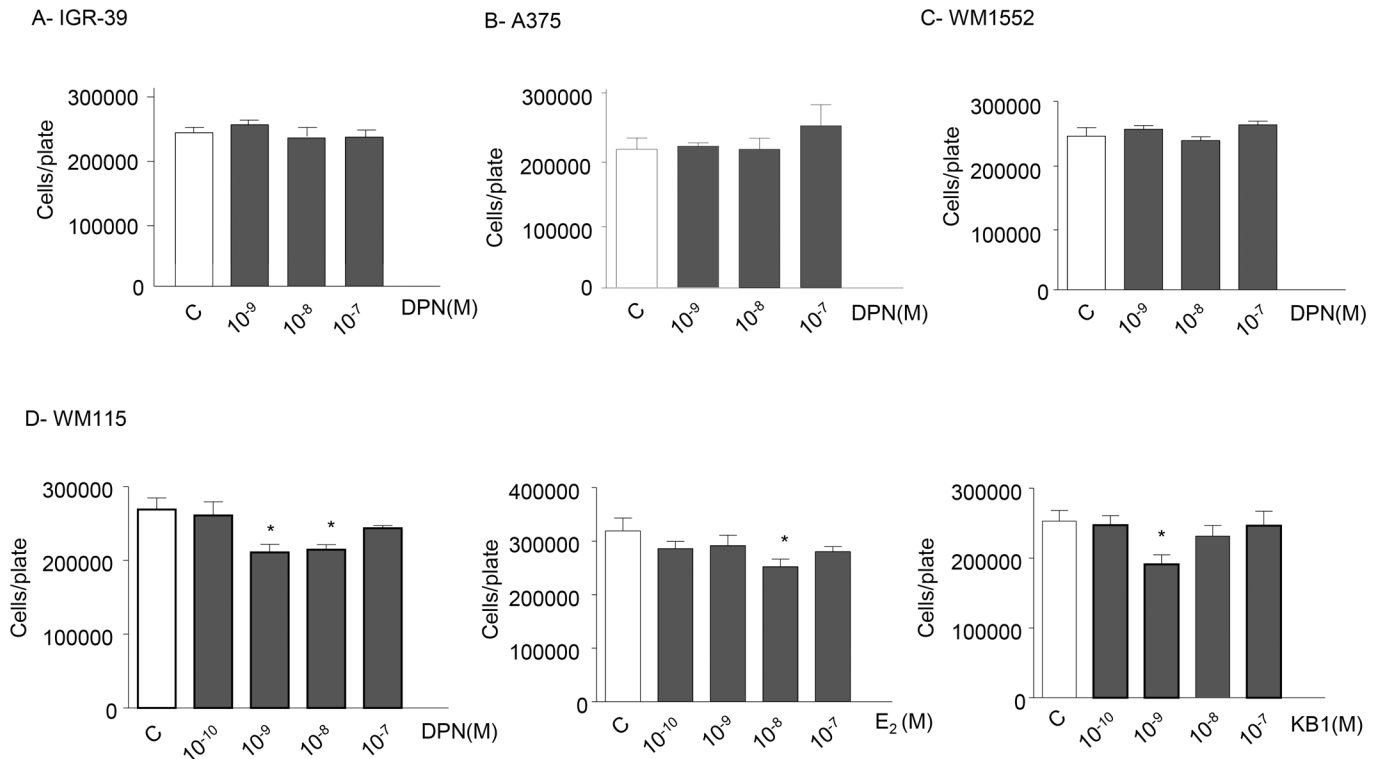 A- IGR-39
B- A375
C- WM1552
Cells/plate
300000
200000
100000
0
C
10⁻⁹
10⁻⁸
10⁻⁷
DPN(M)
Cells/plate
300000
200000
100000
0
C
10⁻⁹
10⁻⁸
10⁻⁷
DPN(M)
Cells/plate
300000
200000
100000
0
C
10⁻⁹
10⁻⁸
10⁻⁷
DPN(M)
D- WM115
Cells/plate
300000
200000
100000
0
*
*
C
10⁻¹⁰
10⁻⁹
10⁻⁸
10⁻⁷
DPN(M)
Cells/plate
400000
300000
200000
100000
0
*
C
10⁻¹⁰
10⁻⁹
10⁻⁸
10⁻⁷
E₂ (M)
Cells/plate
300000
200000
100000
0
*
C
10⁻¹⁰
10⁻⁹
10⁻⁸
10⁻⁷
KB1(M)